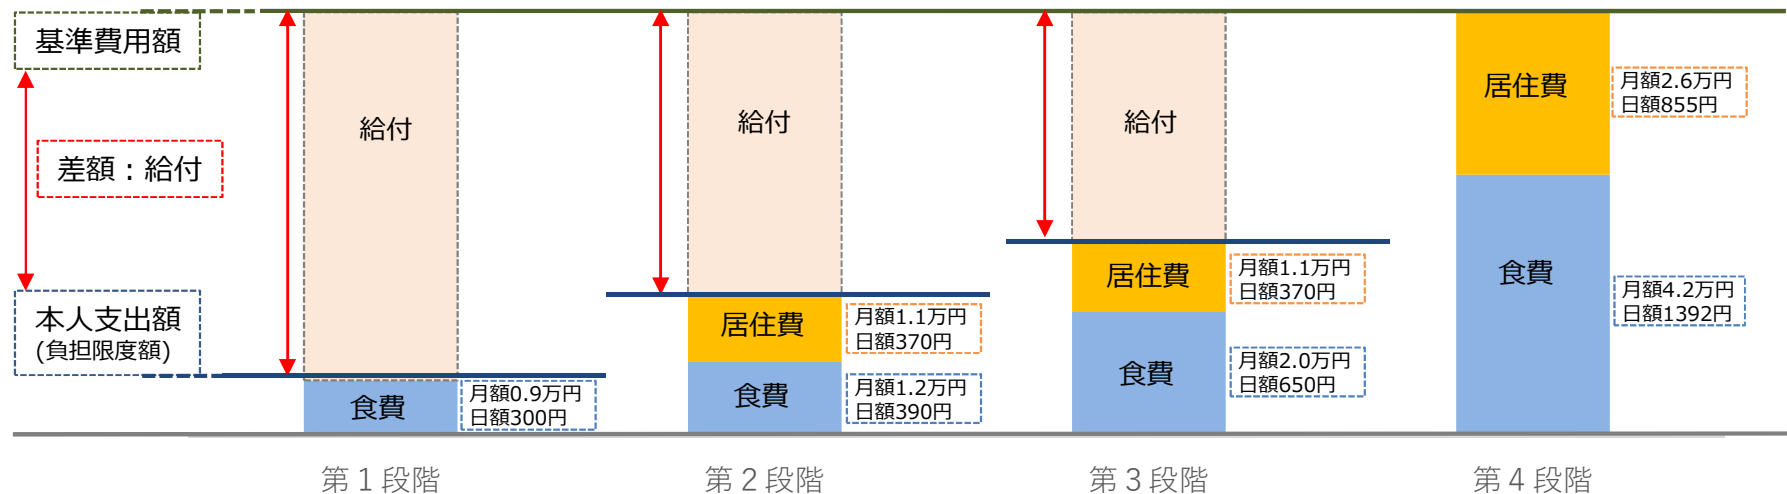 基準費用額
差額：給付
本人支出額
(負担限度額)
給付
食費
月額0.9万円
日額300円
第１段階
給付
居住費
月額1.1万円
日額370円
食費
月額1.2万円
日額390円
第２段階
給付
居住費
月額1.1万円
日額370円
食費
月額2.0万円
日額650円
第３段階
居住費
月額2.6万円
日額855円
食費
月額4.2万円
日額1392円
第４段階